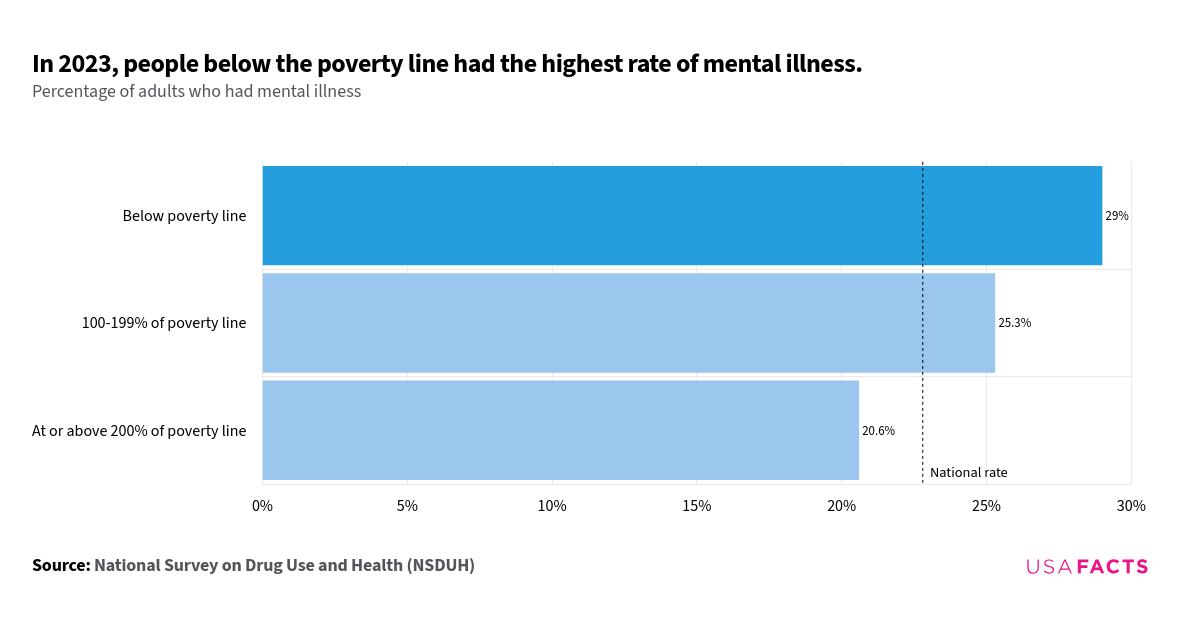 In 2023, people below the poverty line had the highest rate of mental illness.
Percentage of adults who had mental illness
Below poverty line
29%
100-199% of poverty line
25.3%
At or above 200% of poverty line
20.6%
National rate
0% 5% 10% 15% 20% 25% 30%
Source: National Survey on Drug Use and Health (NSDUH)
USAFACTS